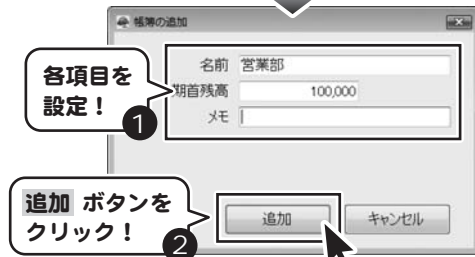 帳簿の追加
各項目を
設定！
1
名前 営業部
期首残高 100,000
メモ
追加 ボタンを
クリック！
2
追加 キャンセル